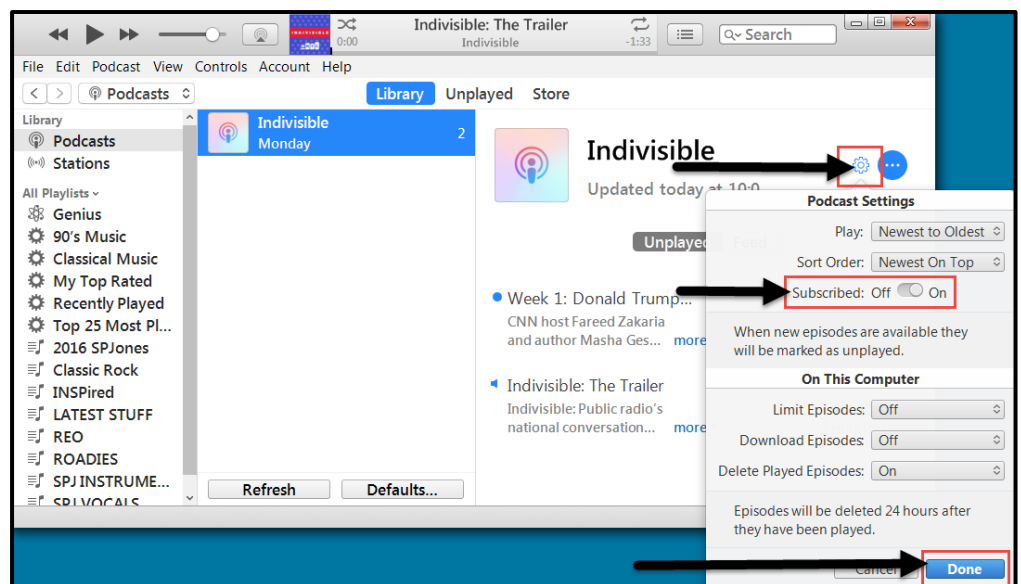 Indivisible: The Trailer
0:00
Indivisible
-1:33
Search
File Edit Podcast View Controls Account Help
Podcasts
Library Unplayed Store
Library
Podcasts
Stations
All Playlists
Genius
90's Music
Classical Music
My Top Rated
Recently Played
Top 25 Most Pl...
2016 SPJones
Classic Rock
INSPired
LATEST STUFF
REO
ROADIES
SPJ INSTRUME...
SPJ VOCALS
Indivisible
Monday
2
Refresh
Defaults...
Indivisible
Updated today at 10:0
Unplayed Feed
Week 1: Donald Trump...
CNN host Fareed Zakaria
and author Masha Ges... more
Indivisible: The Trailer
Indivisible: Public radio's
national conversation... more
Podcast Settings
Play: Newest to Oldest
Sort Order: Newest On Top
Subscribed: Off On
When new episodes are available they
will be marked as unplayed.
On This Computer
Limit Episodes: Off
Download Episodes: Off
Delete Played Episodes: On
Episodes will be deleted 24 hours after
they have been played.
Cancel
Done